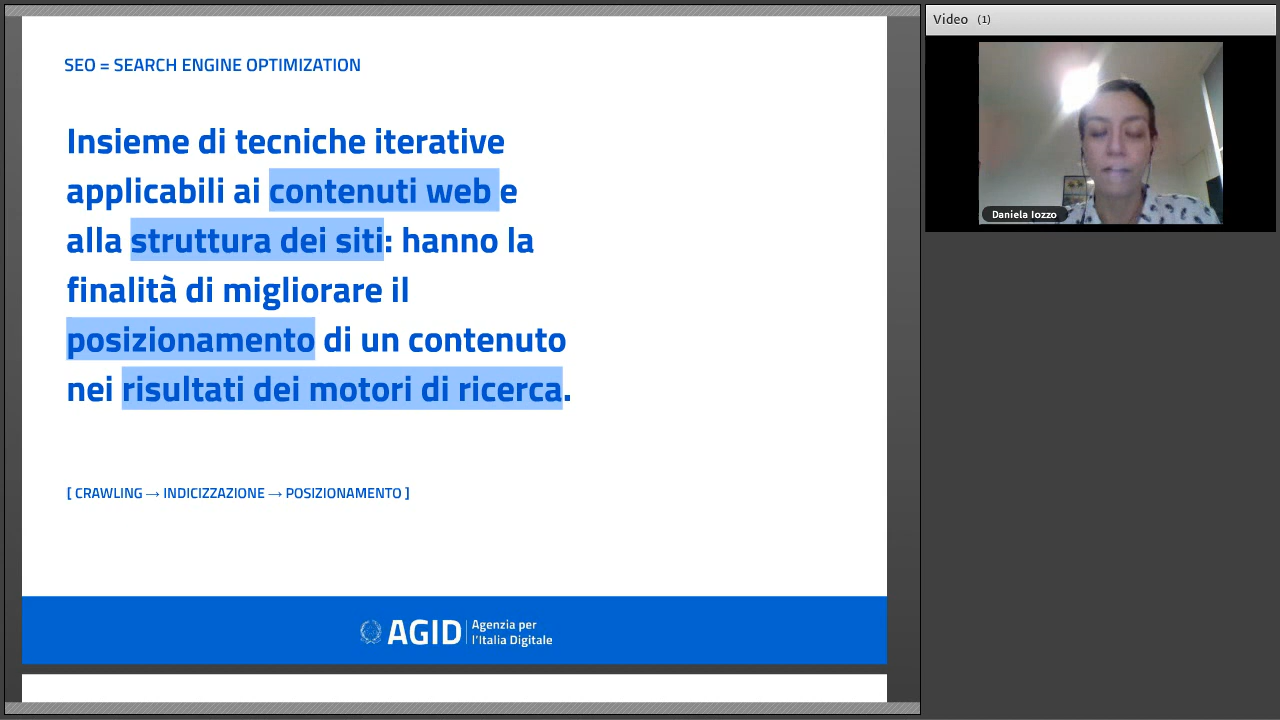 SEO = SEARCH ENGINE OPTIMIZATION
Insieme di tecniche iterative
applicabili ai contenuti web e
alla struttura dei siti: hanno la
finalità di migliorare il
posizionamento di un contenuto
nei risultati dei motori di ricerca.
[ CRAWLING → INDICIZZAZIONE → POSIZIONAMENTO ]
AGID
Agenzia per
l'Italia Digitale
Video (1)
Daniela Iozzo